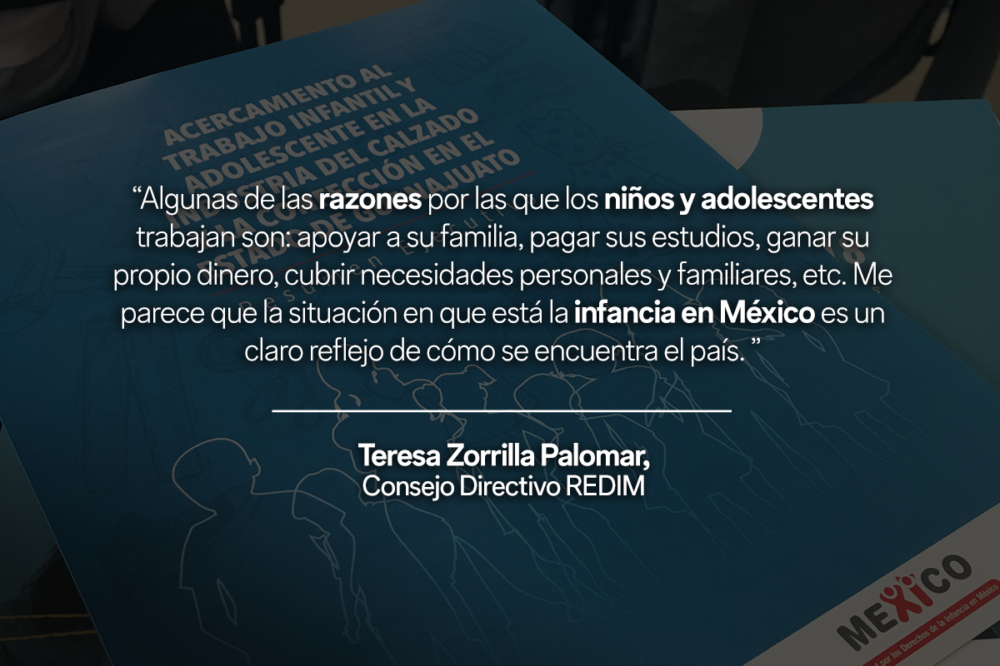 ACERCAMIENTO AL
TRABAJO INFANTIL Y
ADOLESCENTE EN LA
INDUSTRIA DEL CALZADO
Y LA CONFECCIÓN EN EL
ESTADO DE GUANAJUATO
“Algunas de las razones por las que los niños y adolescentes
trabajan son: apoyar a su familia, pagar sus estudios, ganar su
propio dinero, cubrir necesidades personales y familiares, etc. Me
parece que la situación en que está la infancia en México es un
claro reflejo de cómo se encuentra el país. ”
Teresa Zorrilla Palomar,
Consejo Directivo REDIM
MEXICO
por los Derechos de la Infancia en México